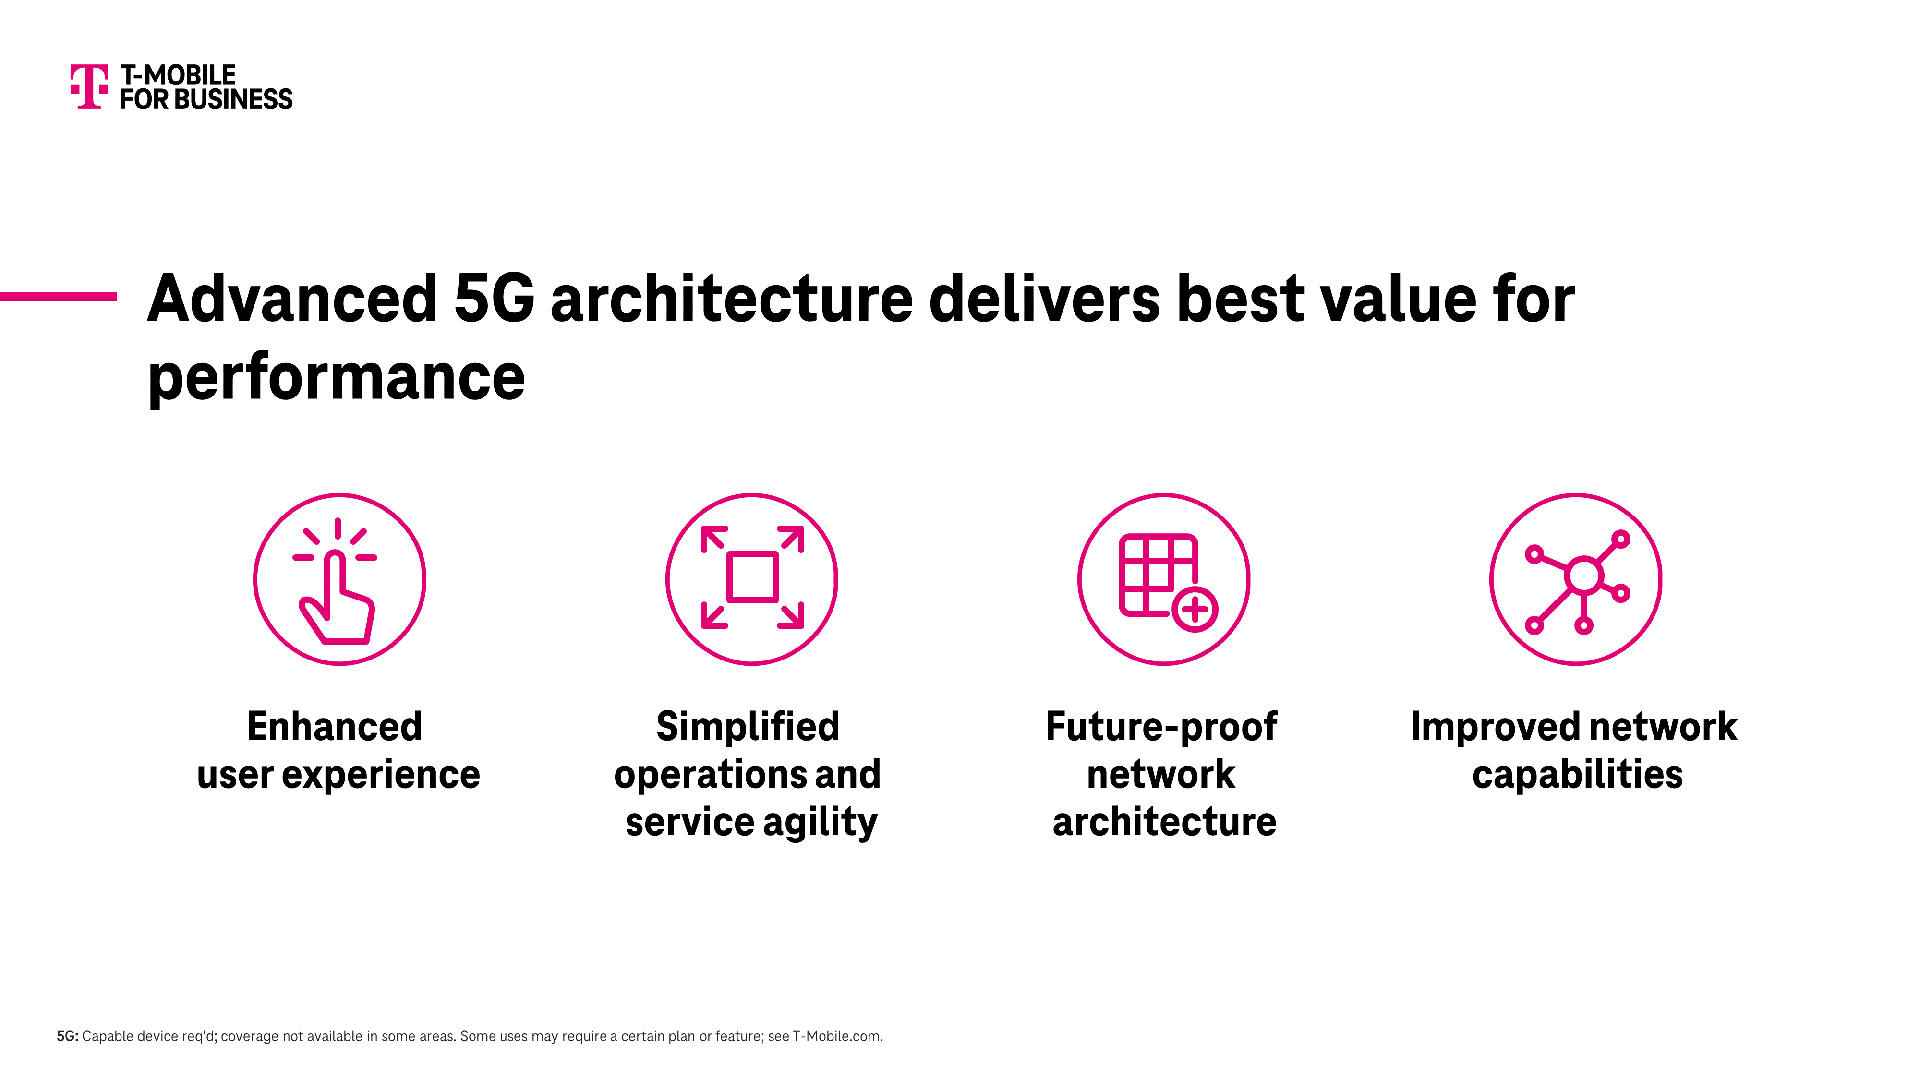 T-MOBILE
FOR BUSINESS
Advanced 5G architecture delivers best value for
performance
Enhanced
user experience
Simplified
operations and
service agility
Future-proof
network
architecture
Improved network
capabilities
5G: Capable device req'd; coverage not available in some areas. Some uses may require a certain plan or feature; see T-Mobile.com.